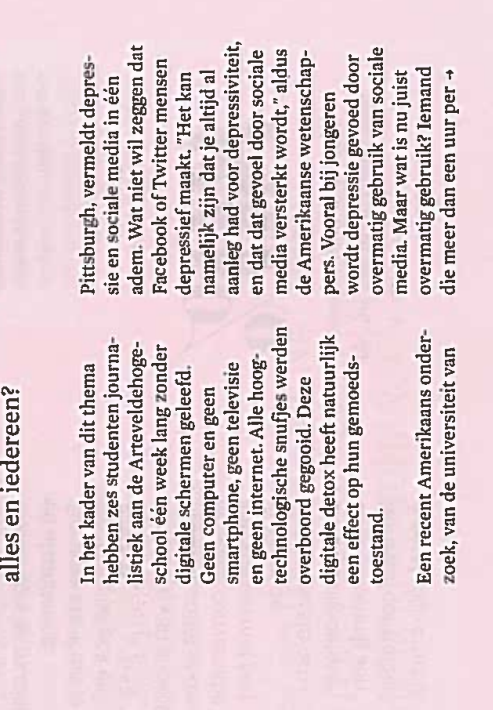 alles en iedereen?
In het kader van dit thema
hebben zes studenten journa-
listiek aan de Arteveldehoge-
school één week lang zonder
digitale schermen geleefd.
Geen computer en geen
smartphone, geen televisie
en geen internet. Alle hoog-
technologische snufjes werden
overboord gegooid. Deze
digitale detox heeft natuurlijk
een effect op hun gemoeds-
toestand.
Een recent Amerikaans onder-
zoek, van de universiteit van
Pittsburgh, vermeldt depres-
sie en sociale media in één
adem. Wat niet wil zeggen dat
Facebook of Twitter mensen
depressief maakt. "Het kan
namelijk zijn dat je altijd al
aanleg had voor depressiviteit,
en dat dat gevoel door sociale
media versterkt wordt," aldus
de Amerikaanse wetenschap-
pers. Vooral bij jongeren
wordt depressie gevoed door
overmatig gebruik van sociale
media. Maar wat is nu juist
overmatig gebruik? Iemand
die meer dan een uur per →